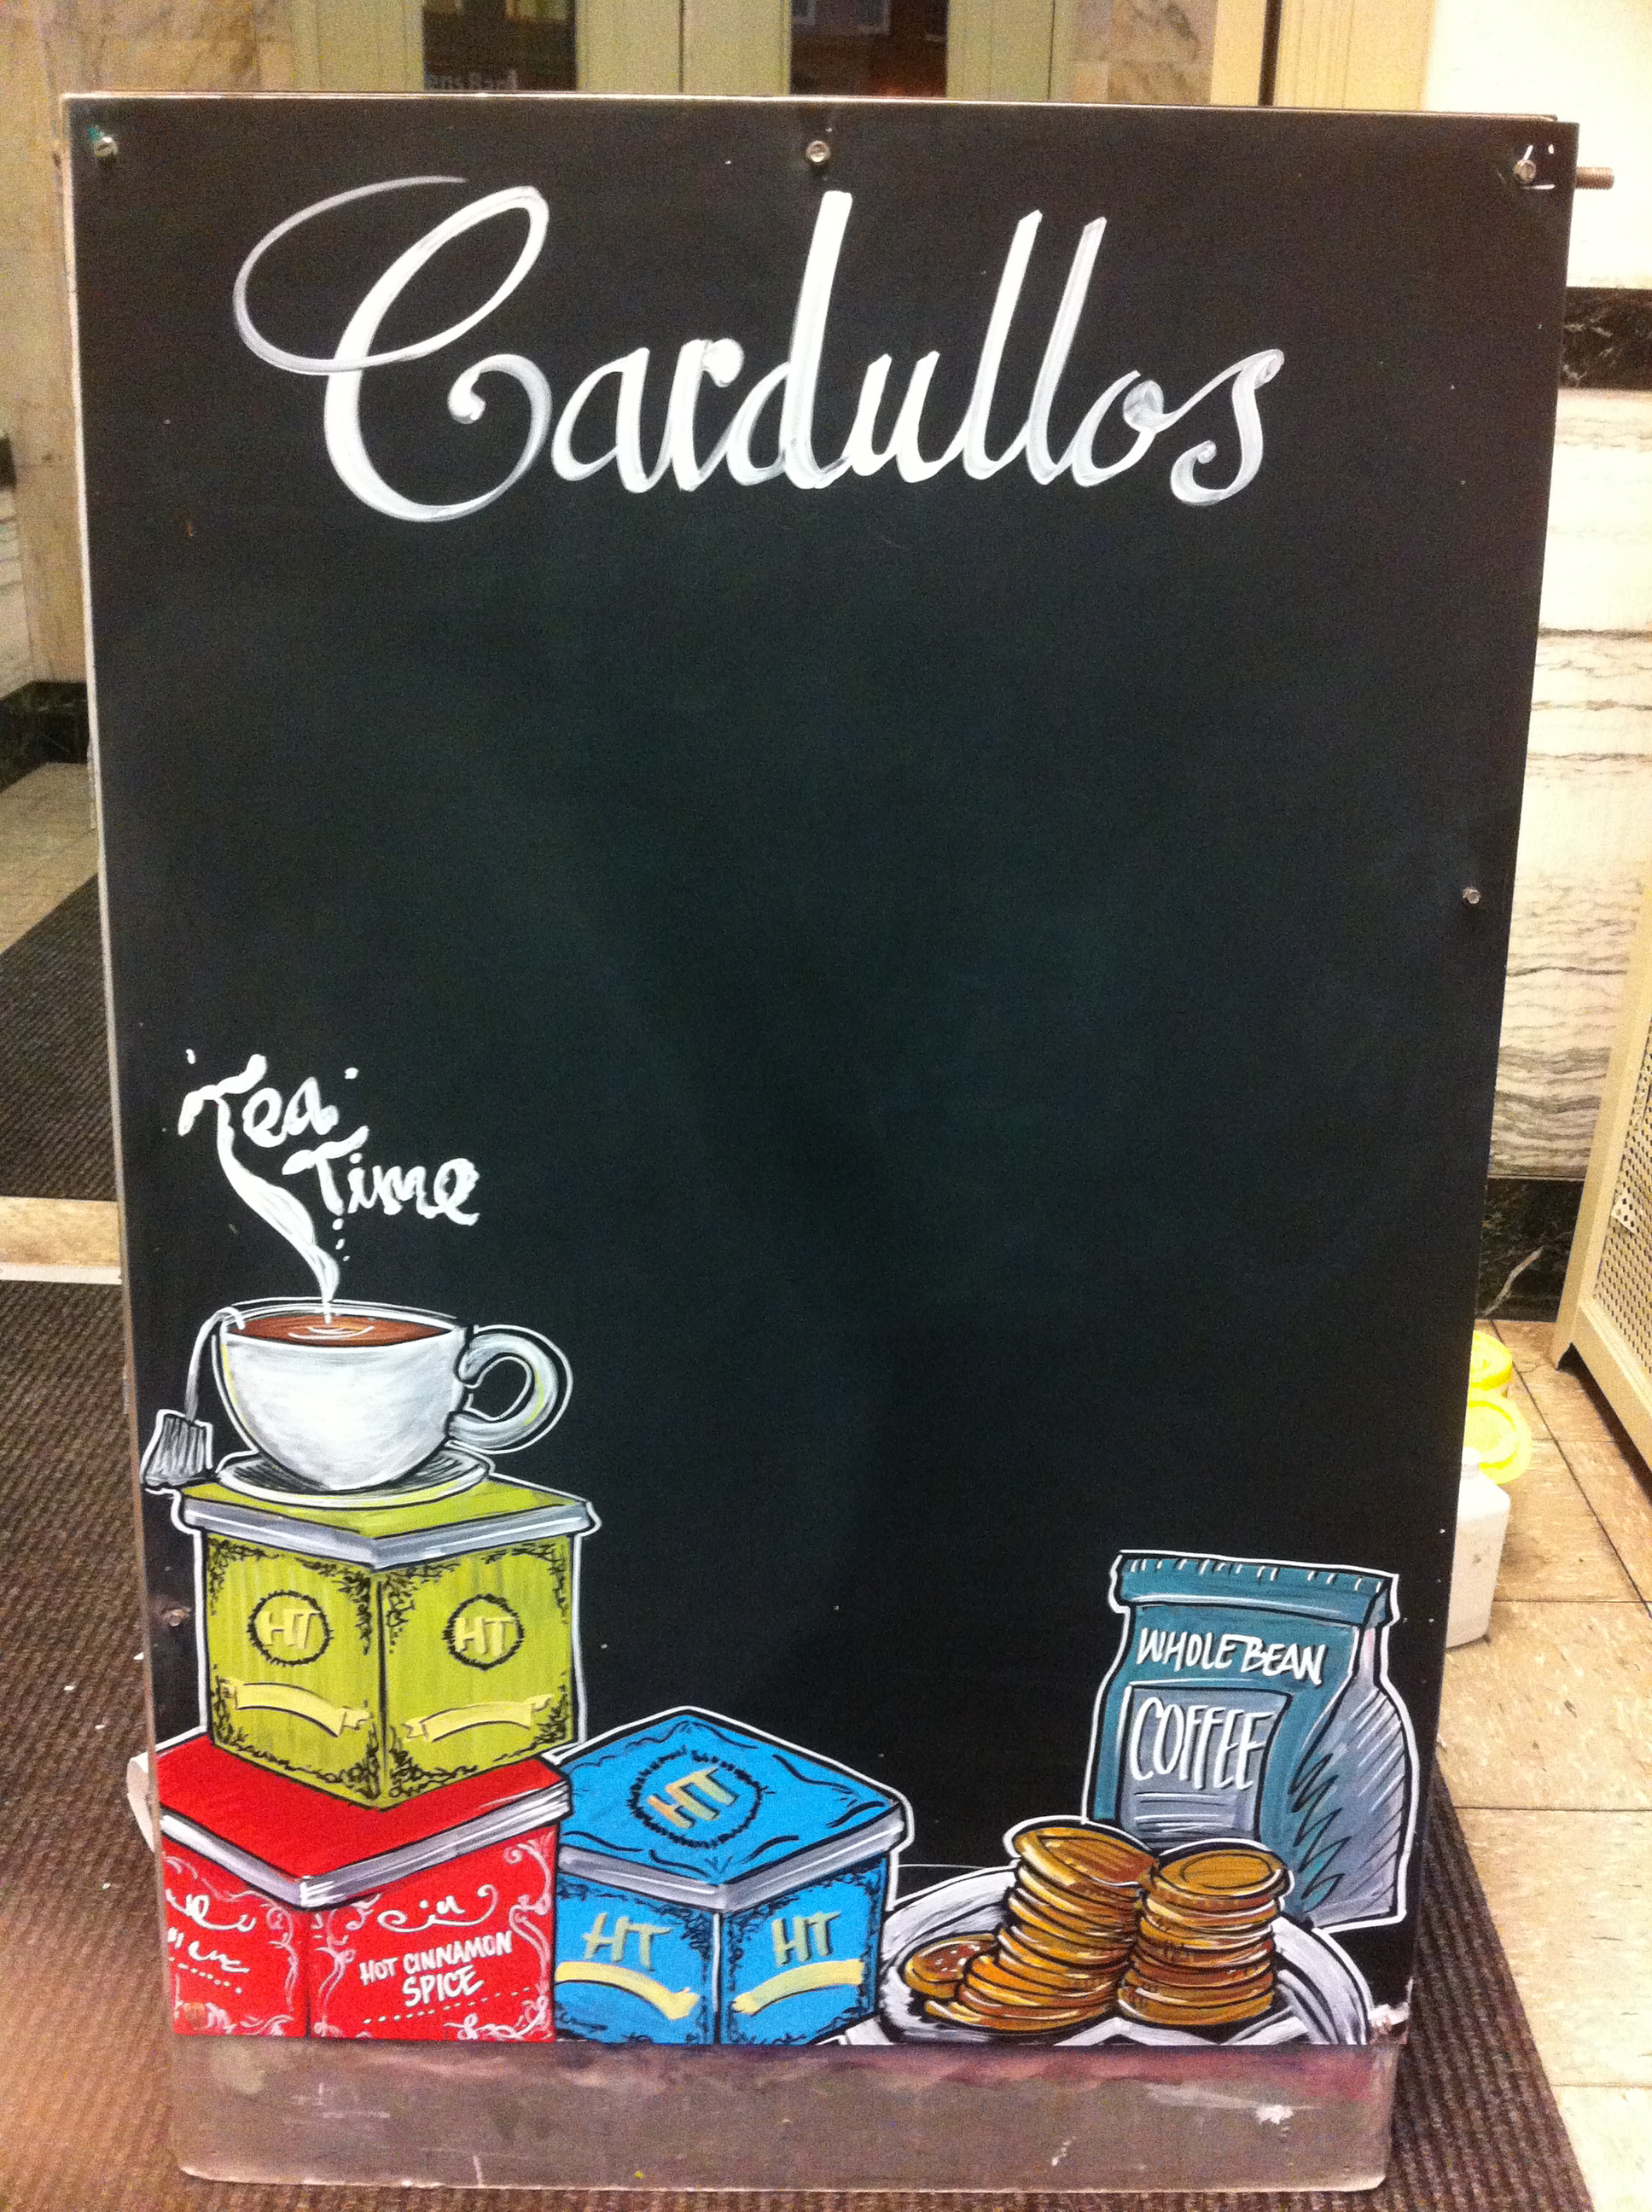 Cardullos
Tea
Time
HT
HT
WHOLE BEAN
COFFEE
HT
HT
HT
HOT CINNAMON
SPICE